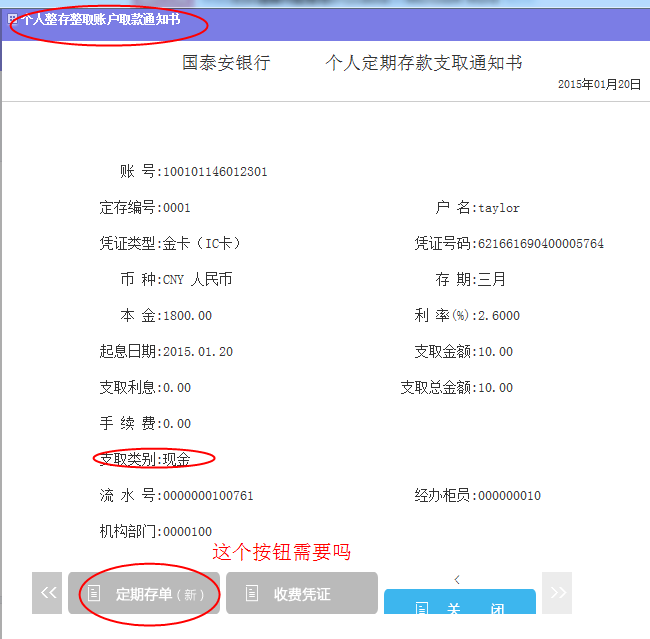 个人整存整取账户取款通知书
国泰安银行 个人定期存款支取通知书
2015年01月20日
账 号:100101146012301
定存编号:0001 户 名:taylor
凭证类型:金卡（IC卡） 凭证号码:621661690400005764
币 种:CNY 人民币 存 期:三月
本 金:1800.00 利 率(%):2.6000
起息日期:2015.01.20 支取金额:10.00
支取利息:0.00 支取总金额:10.00
手 续 费:0.00
支取类别:现金
流 水 号:0000000100761 经办柜员:000000010
机构部门:0000100
这个按钮需要吗
定期存单（新） 收费凭证 关 闭